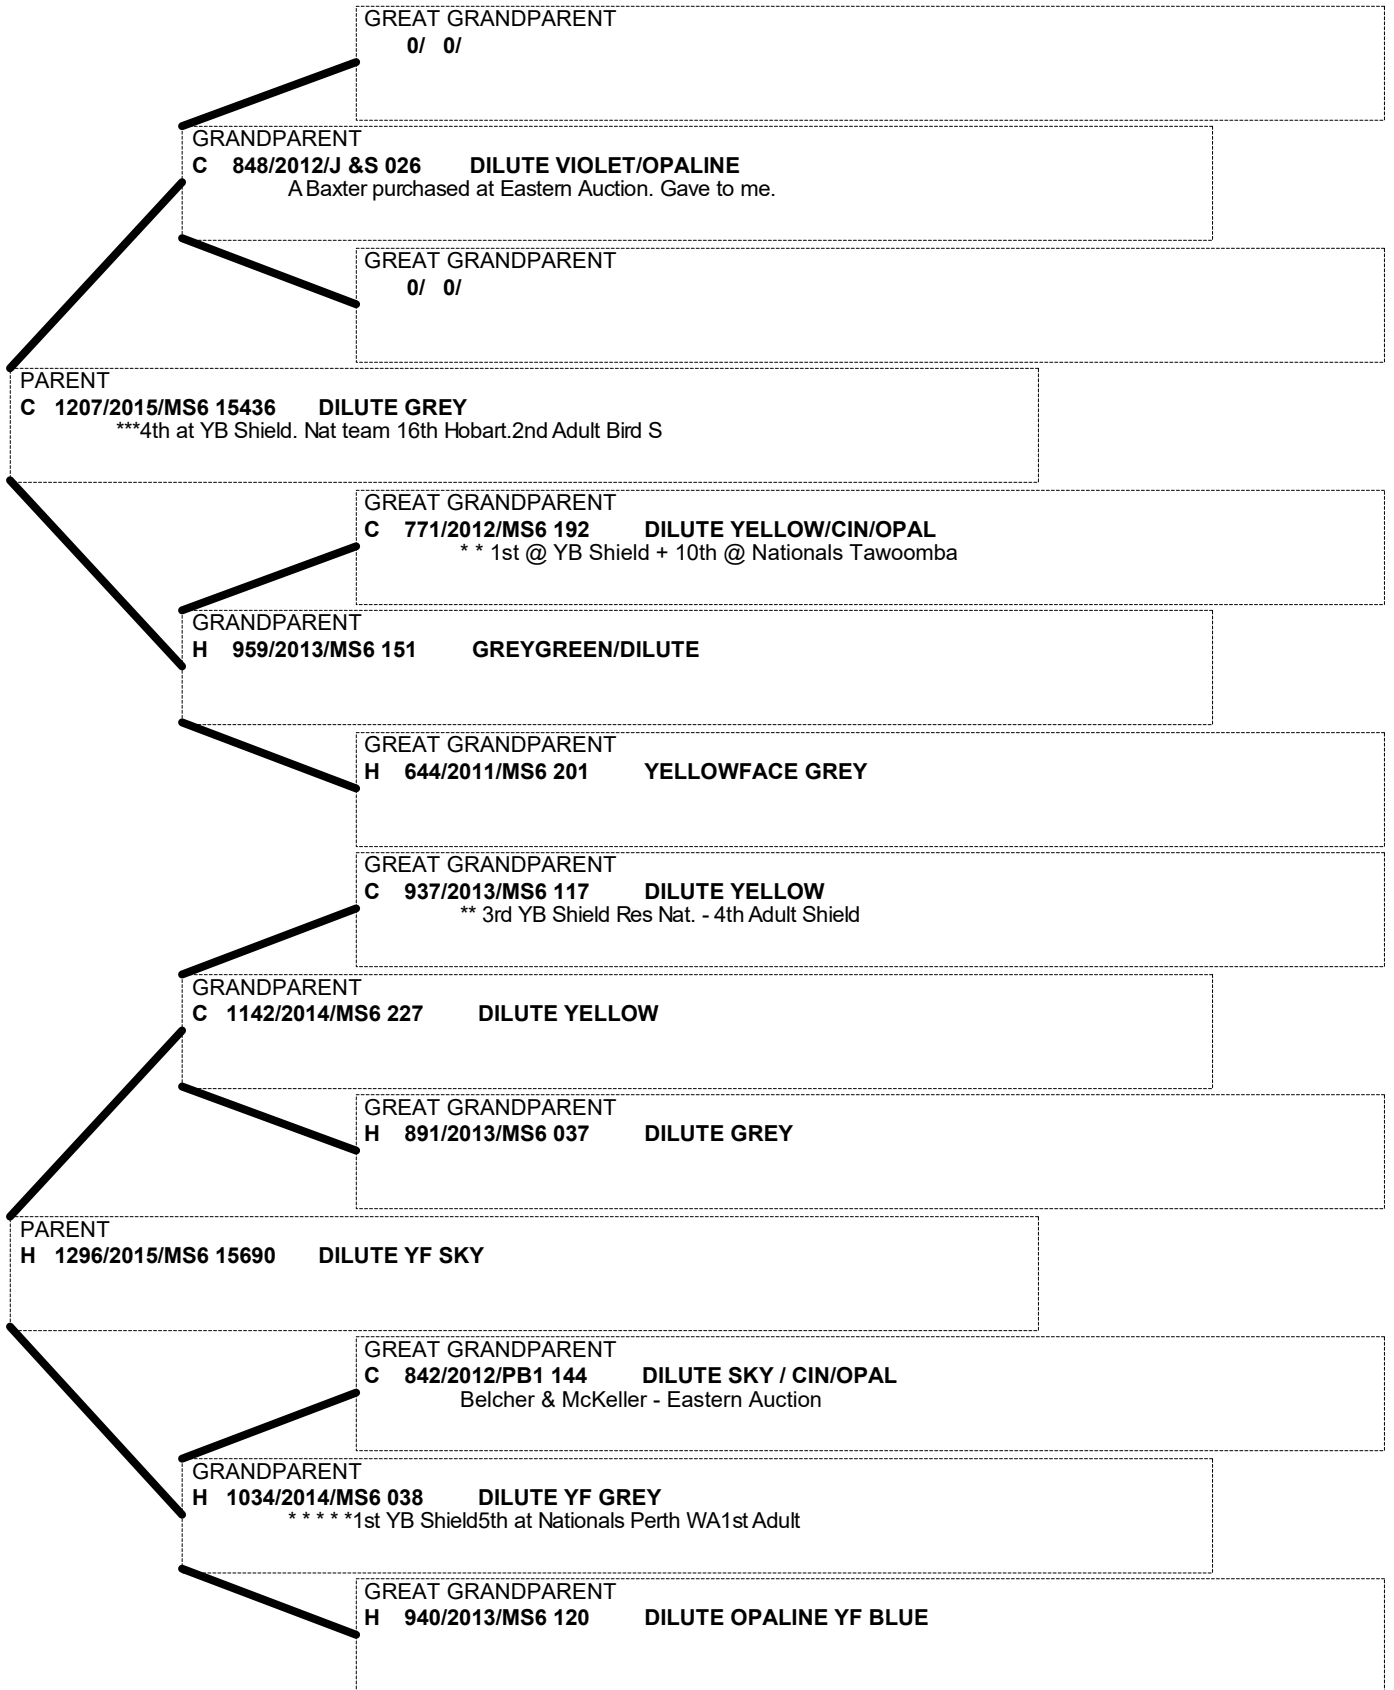 GREAT GRANDPARENT
0/ 0/
GRANDPARENT
C 848/2012/J &S 026 DILUTE VIOLET/OPALINE
A Baxter purchased at Eastern Auction. Gave to me.
GREAT GRANDPARENT
0/ 0/
PARENT
C 1207/2015/MS6 15436 DILUTE GREY
***4th at YB Shield. Nat team 16th Hobart.2nd Adult Bird S
GREAT GRANDPARENT
C 771/2012/MS6 192 DILUTE YELLOW/CIN/OPAL
* * 1st @ YB Shield + 10th @ Nationals Tawoomba
GRANDPARENT
H 959/2013/MS6 151 GREYGREEN/DILUTE
GREAT GRANDPARENT
H 644/2011/MS6 201 YELLOWFACE GREY
GREAT GRANDPARENT
C 937/2013/MS6 117 DILUTE YELLOW
** 3rd YB Shield Res Nat. - 4th Adult Shield
GRANDPARENT
C 1142/2014/MS6 227 DILUTE YELLOW
GREAT GRANDPARENT
H 891/2013/MS6 037 DILUTE GREY
PARENT
H 1296/2015/MS6 15690 DILUTE YF SKY
GREAT GRANDPARENT
C 842/2012/PB1 144 DILUTE SKY / CIN/OPAL
Belcher & McKeller - Eastern Auction
GRANDPARENT
H 1034/2014/MS6 038 DILUTE YF GREY
* * * * *1st YB Shield5th at Nationals Perth WA1st Adult
GREAT GRANDPARENT
H 940/2013/MS6 120 DILUTE OPALINE YF BLUE